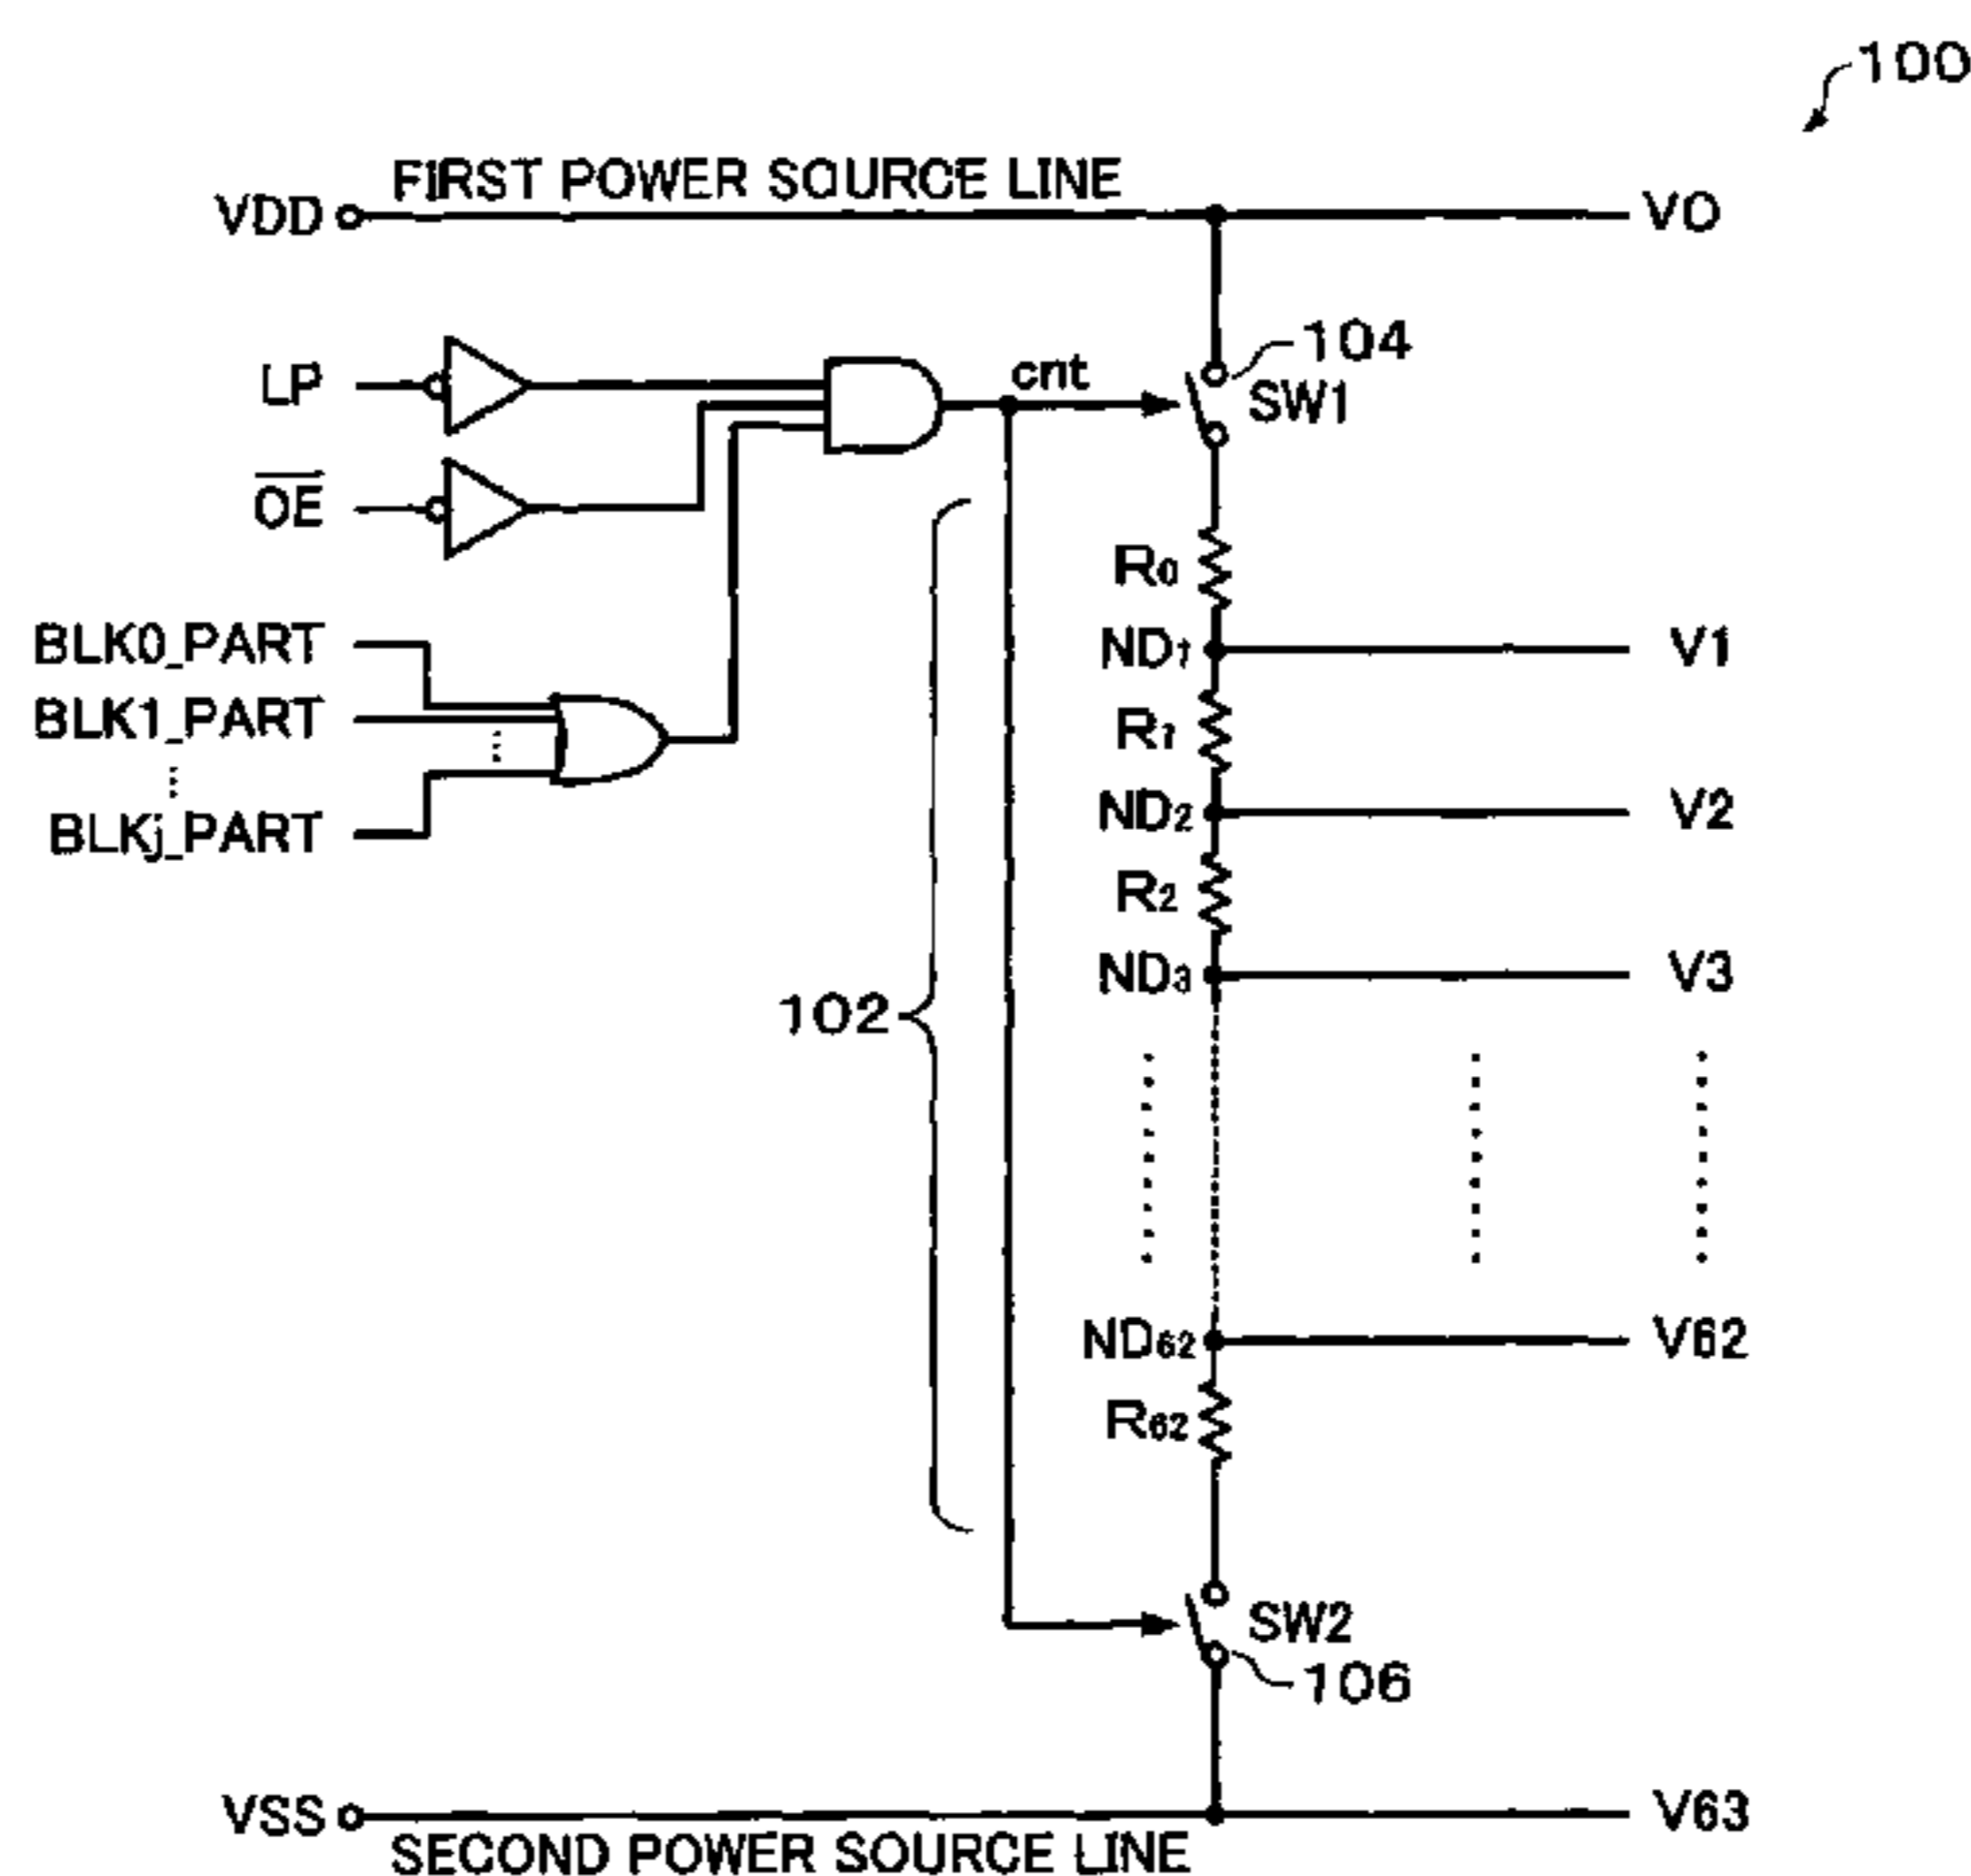 100
FIRST POWER SOURCE LINE
VDD
V0
LP
cnt
104
SW1
OE
R0
BLK0_PART
ND1
V1
BLK1_PART
R1
BLKj_PART
ND2
V2
R2
ND3
V3
102
ND62
V62
R62
SW2
106
VSS
V63
SECOND POWER SOURCE LINE